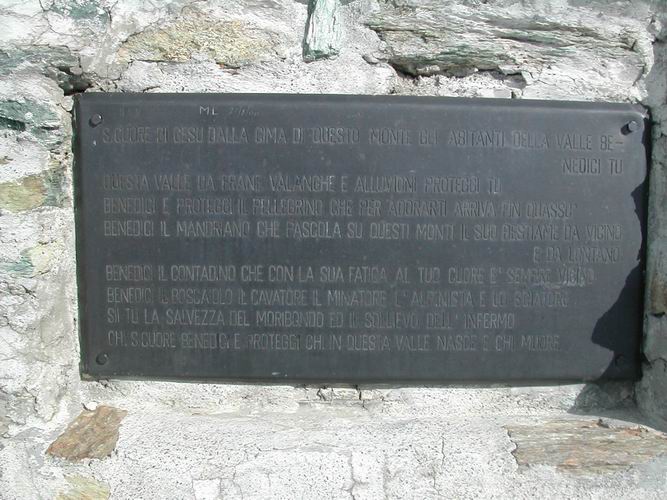 ML
S. CUORE DI GESU DALLA CIMA DI QUESTO MONTE GLI ABITANTI DELLA VALLE BE-
NEDICI TU
QUESTA VALLE DA FRANE VALANGHE E ALLUVIONI PROTEGGI TU
BENEDICI E PROTEGGI IL PELLEGRINO CHE PER ADORARTI ARRIVA FIN QUASSU'
BENEDICI IL MANDRIANO CHE PASCOLA SU QUESTI MONTI IL SUO BESTIAME DA VICINO
E DA LONTANO
BENEDICI IL CONTADINO CHE CON LA SUA FATICA AL TUO CUORE E' SEMPRE VICINO
BENEDICI IL BOSCAIOLO IL CAVATORE IL MINATORE L'ALPINISTA E LO SCIATORE
SII TU LA SALVEZZA DEL MORIBONDO ED IL SOLLIEVO DELL'INFERMO
OH. S. CUORE BENEDICI E PROTEGGI CHI IN QUESTA VALLE NASCE E CHI MUORE